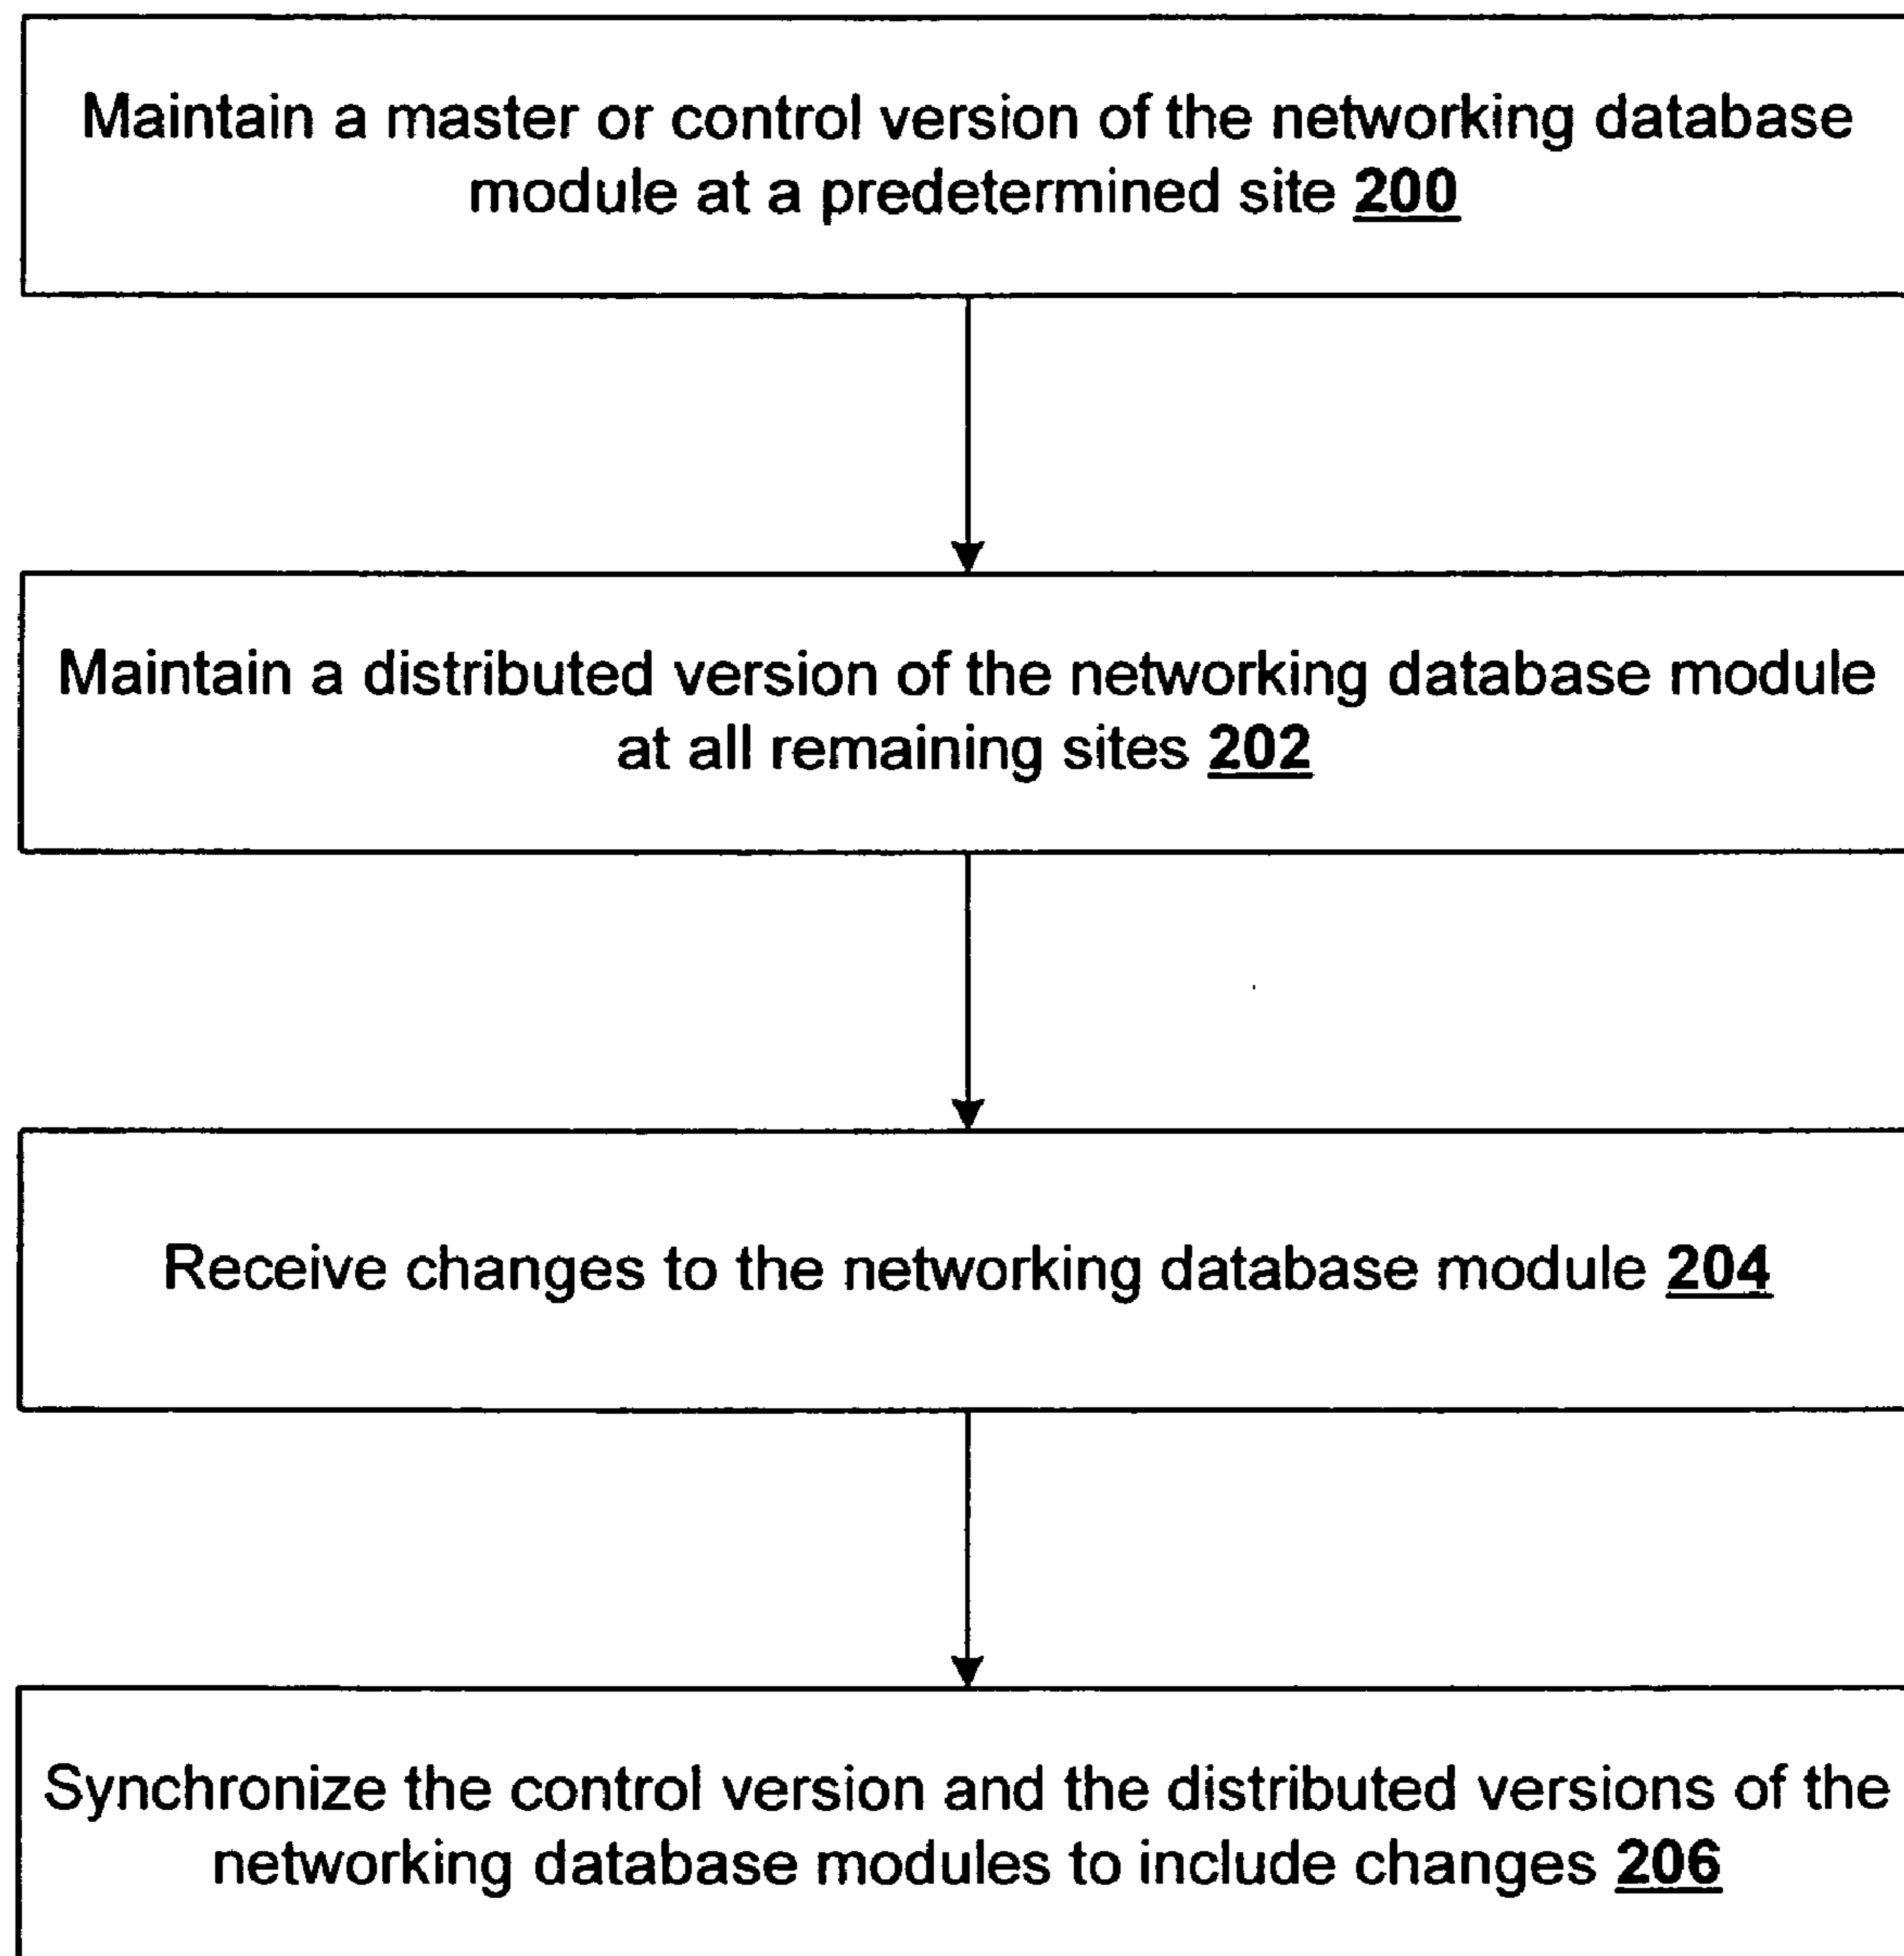 Maintain a master or control version of the networking database
module at a predetermined site 200
Maintain a distributed version of the networking database module
at all remaining sites 202
Receive changes to the networking database module 204
Synchronize the control version and the distributed versions of the
networking database modules to include changes 206